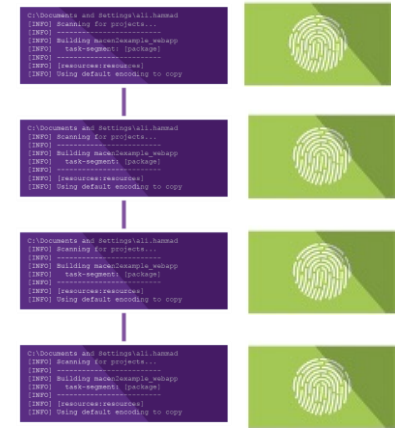 C:\Documents and Settings\ali.hammad
[INFO] Scanning for projects...
[INFO] ------------------------
[INFO] Building macen2example_webapp
[INFO] task-segment: [package]
[INFO] ------------------------
[INFO] [resources:resources]
[INFO] Using default encoding to copy
C:\Documents and Settings\ali.hammad
[INFO] Scanning for projects...
[INFO] ------------------------
[INFO] Building macen2example_webapp
[INFO] task-segment: [package]
[INFO] ------------------------
[INFO] [resources:resources]
[INFO] Using default encoding to copy
C:\Documents and Settings\ali.hammad
[INFO] Scanning for projects...
[INFO] ------------------------
[INFO] Building macen2example_webapp
[INFO] task-segment: [package]
[INFO] ------------------------
[INFO] [resources:resources]
[INFO] Using default encoding to copy
C:\Documents and Settings\ali.hammad
[INFO] Scanning for projects...
[INFO] ------------------------
[INFO] Building macen2example_webapp
[INFO] task-segment: [package]
[INFO] ------------------------
[INFO] [resources:resources]
[INFO] Using default encoding to copy